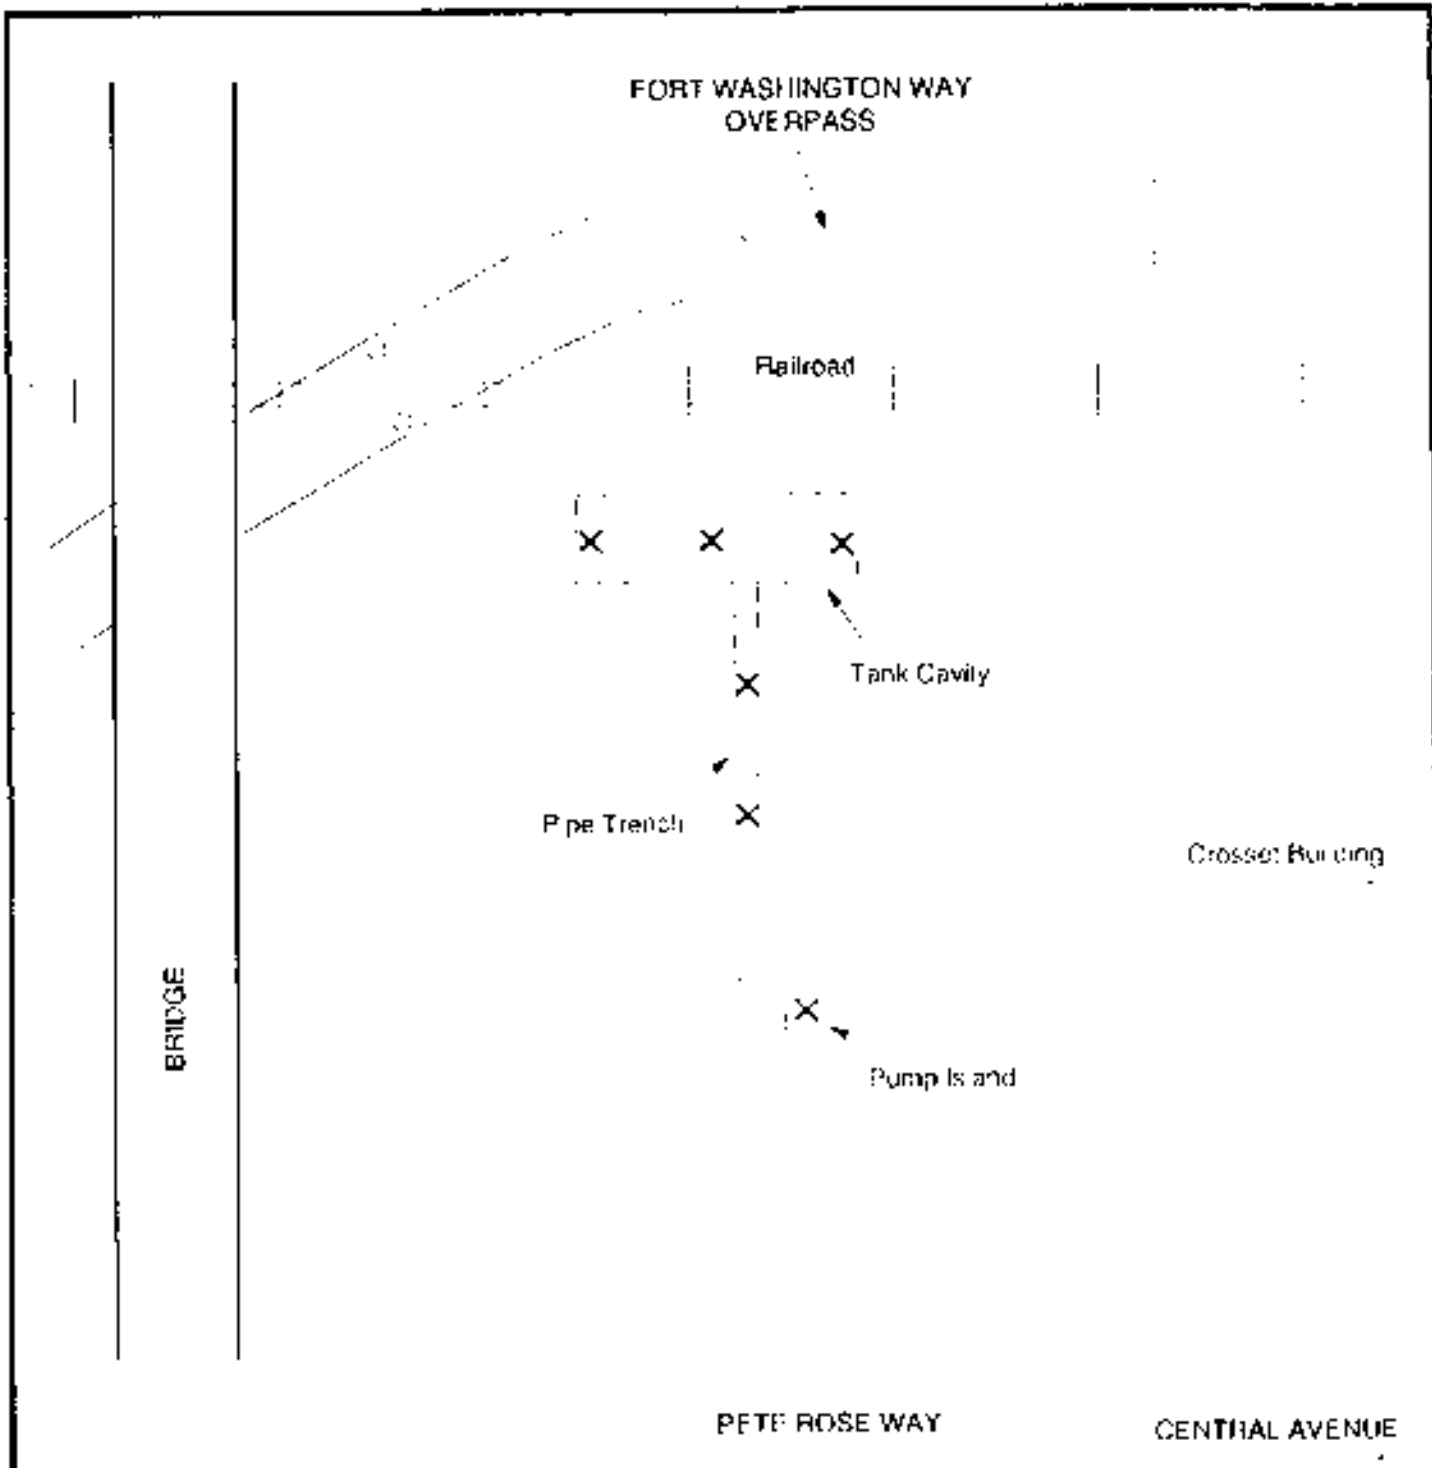 FORT WASHINGTON WAY
OVERPASS
Railroad
Tank Cavity
Pipe Trench
Crosset Building
BRIDGE
Pump Island
PETE ROSE WAY
CENTRAL AVENUE